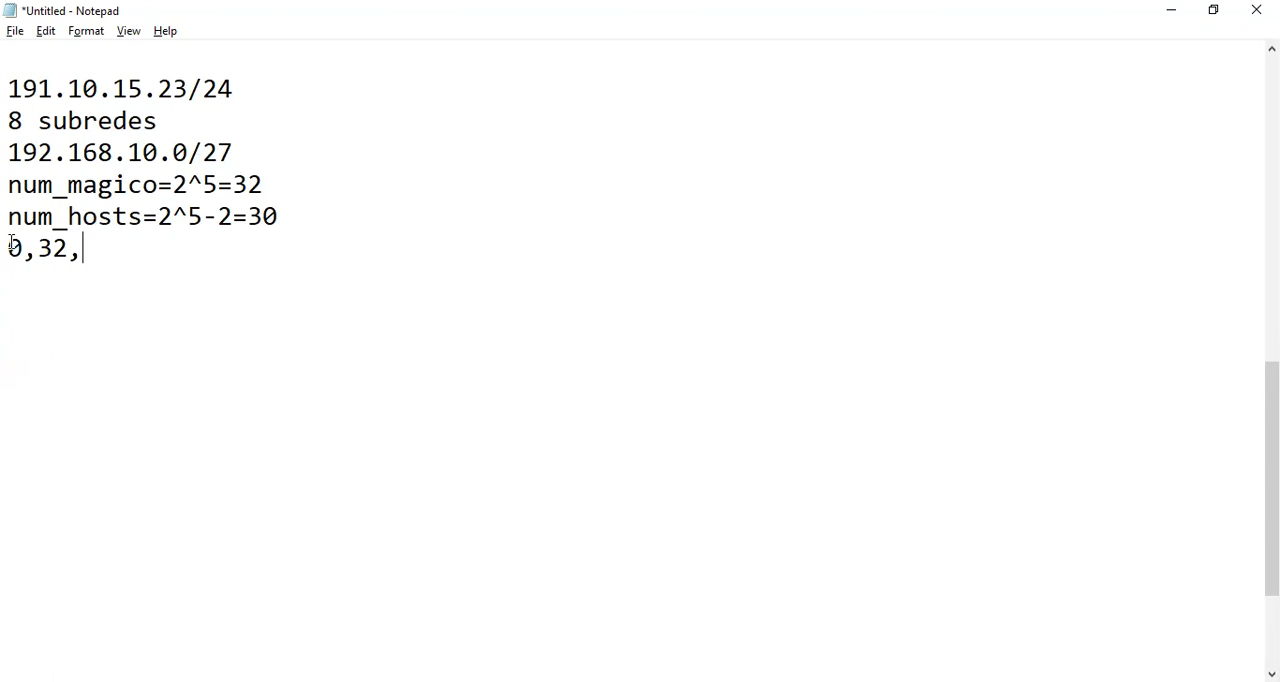 *Untitled - Notepad
File Edit Format View Help
191.10.15.23/24
8 subredes
192.168.10.0/27
num_magico=2^5=32
num_hosts=2^5-2=30
0,32,